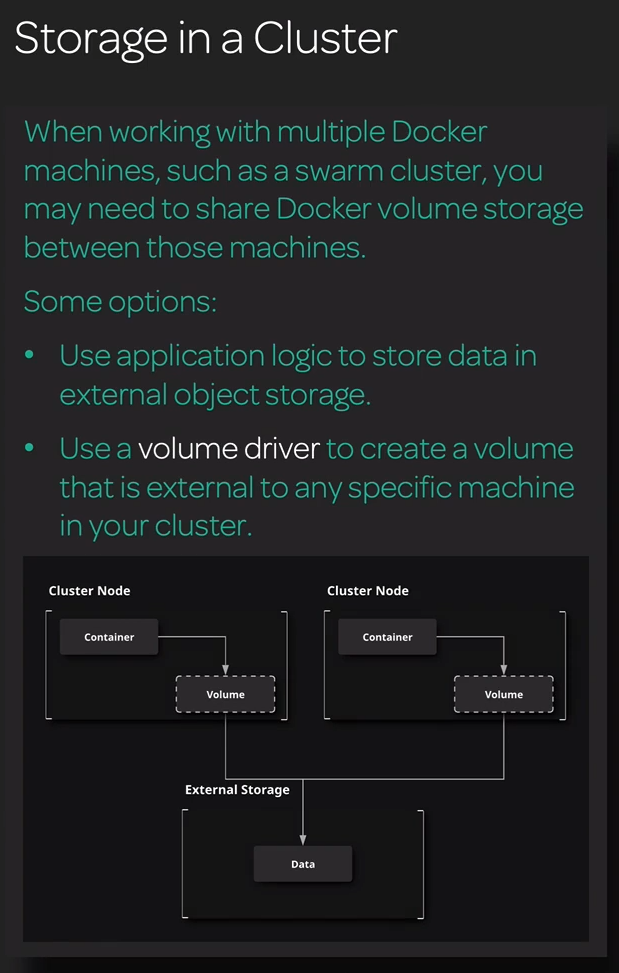 Storage in a Cluster
When working with multiple Docker
machines, such as a swarm cluster, you
may need to share Docker volume storage
between those machines.
Some options:
• Use application logic to store data in
external object storage.
• Use a volume driver to create a volume
that is external to any specific machine
in your cluster.
Cluster Node
Cluster Node
Container
Container
Volume
Volume
External Storage
Data